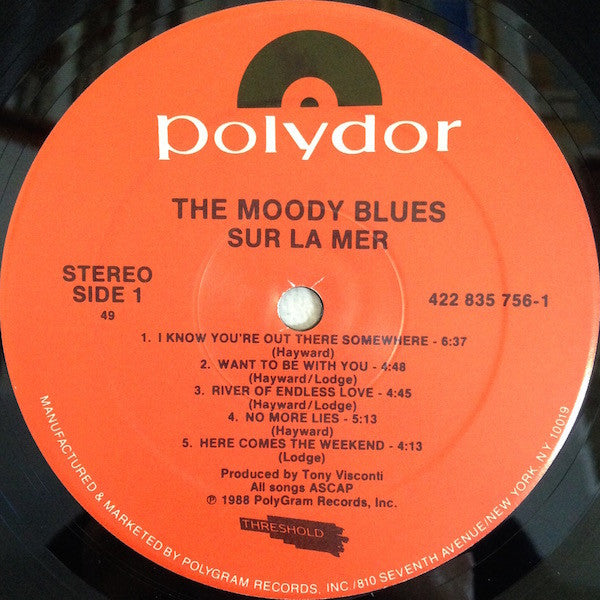 polydor
THE MOODY BLUES
SUR LA MER
STEREO
SIDE 1
49
422 835 756-1
1. I KNOW YOU'RE OUT THERE SOMEWHERE - 6:37
(Hayward)
2. WANT TO BE WITH YOU - 4:48
(Hayward/Lodge)
3. RIVER OF ENDLESS LOVE - 4:45
(Hayward/Lodge)
4. NO MORE LIES - 5:13
(Hayward)
5. HERE COMES THE WEEKEND - 4:13
(Lodge)
Produced by Tony Visconti
All songs ASCAP
℗ 1988 PolyGram Records, Inc.
THRESHOLD
MANUFACTURED & MARKETED BY POLYGRAM RECORDS, INC./810 SEVENTH AVENUE/NEW YORK, N.Y. 10019